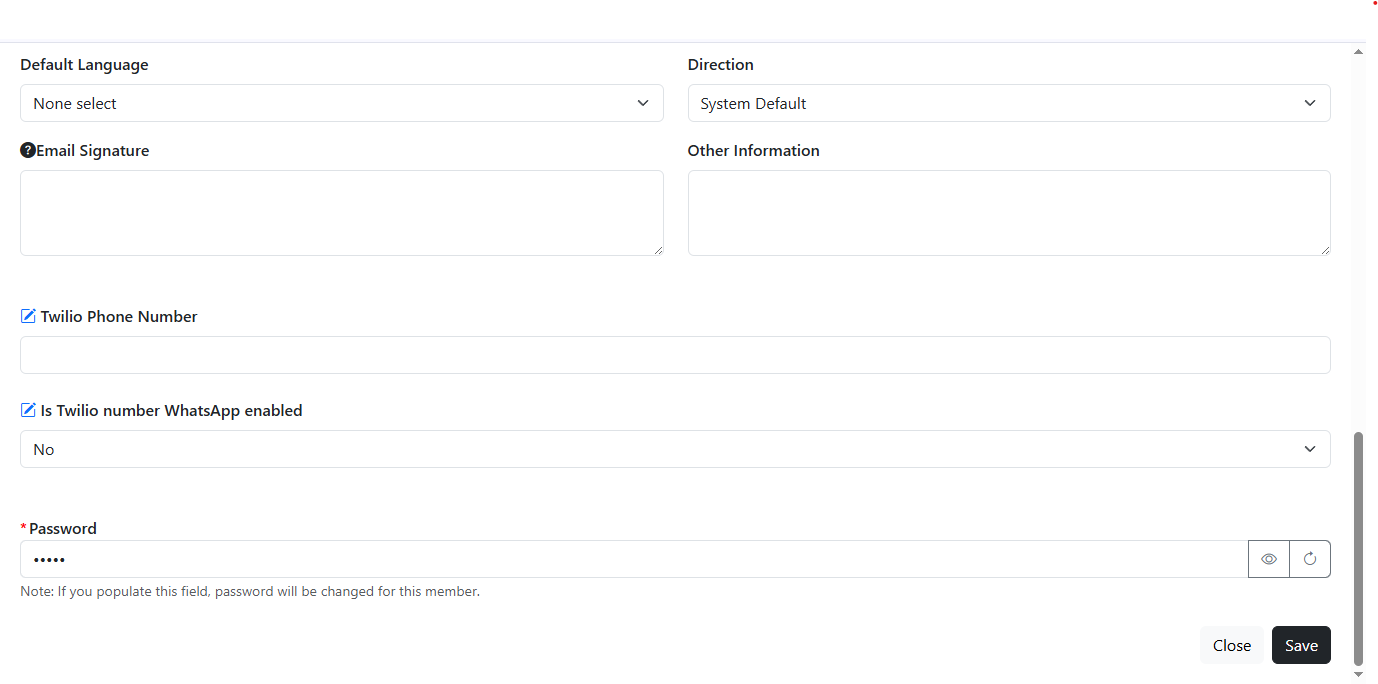 Default Language
Direction
None select
System Default
Email Signature
Other Information
Twilio Phone Number
Is Twilio number WhatsApp enabled
No
* Password
•••••
Note: If you populate this field, password will be changed for this member.
Close
Save